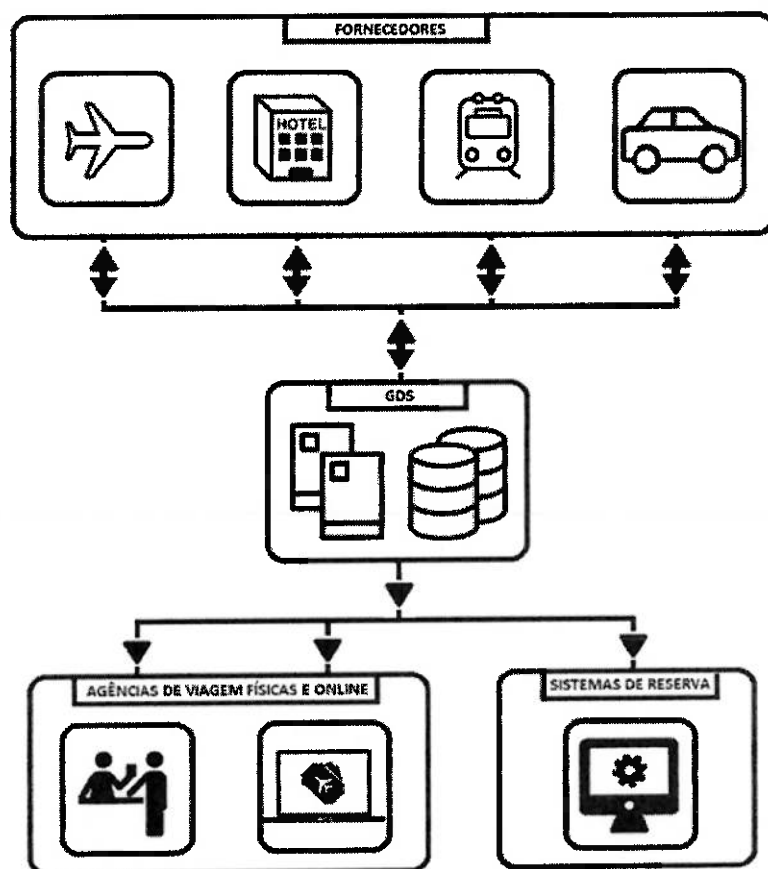 FORNECEDORES
HOTEL
GDS
AGÊNCIAS DE VIAGEM FÍSICAS E ONLINE
SISTEMAS DE RESERVA